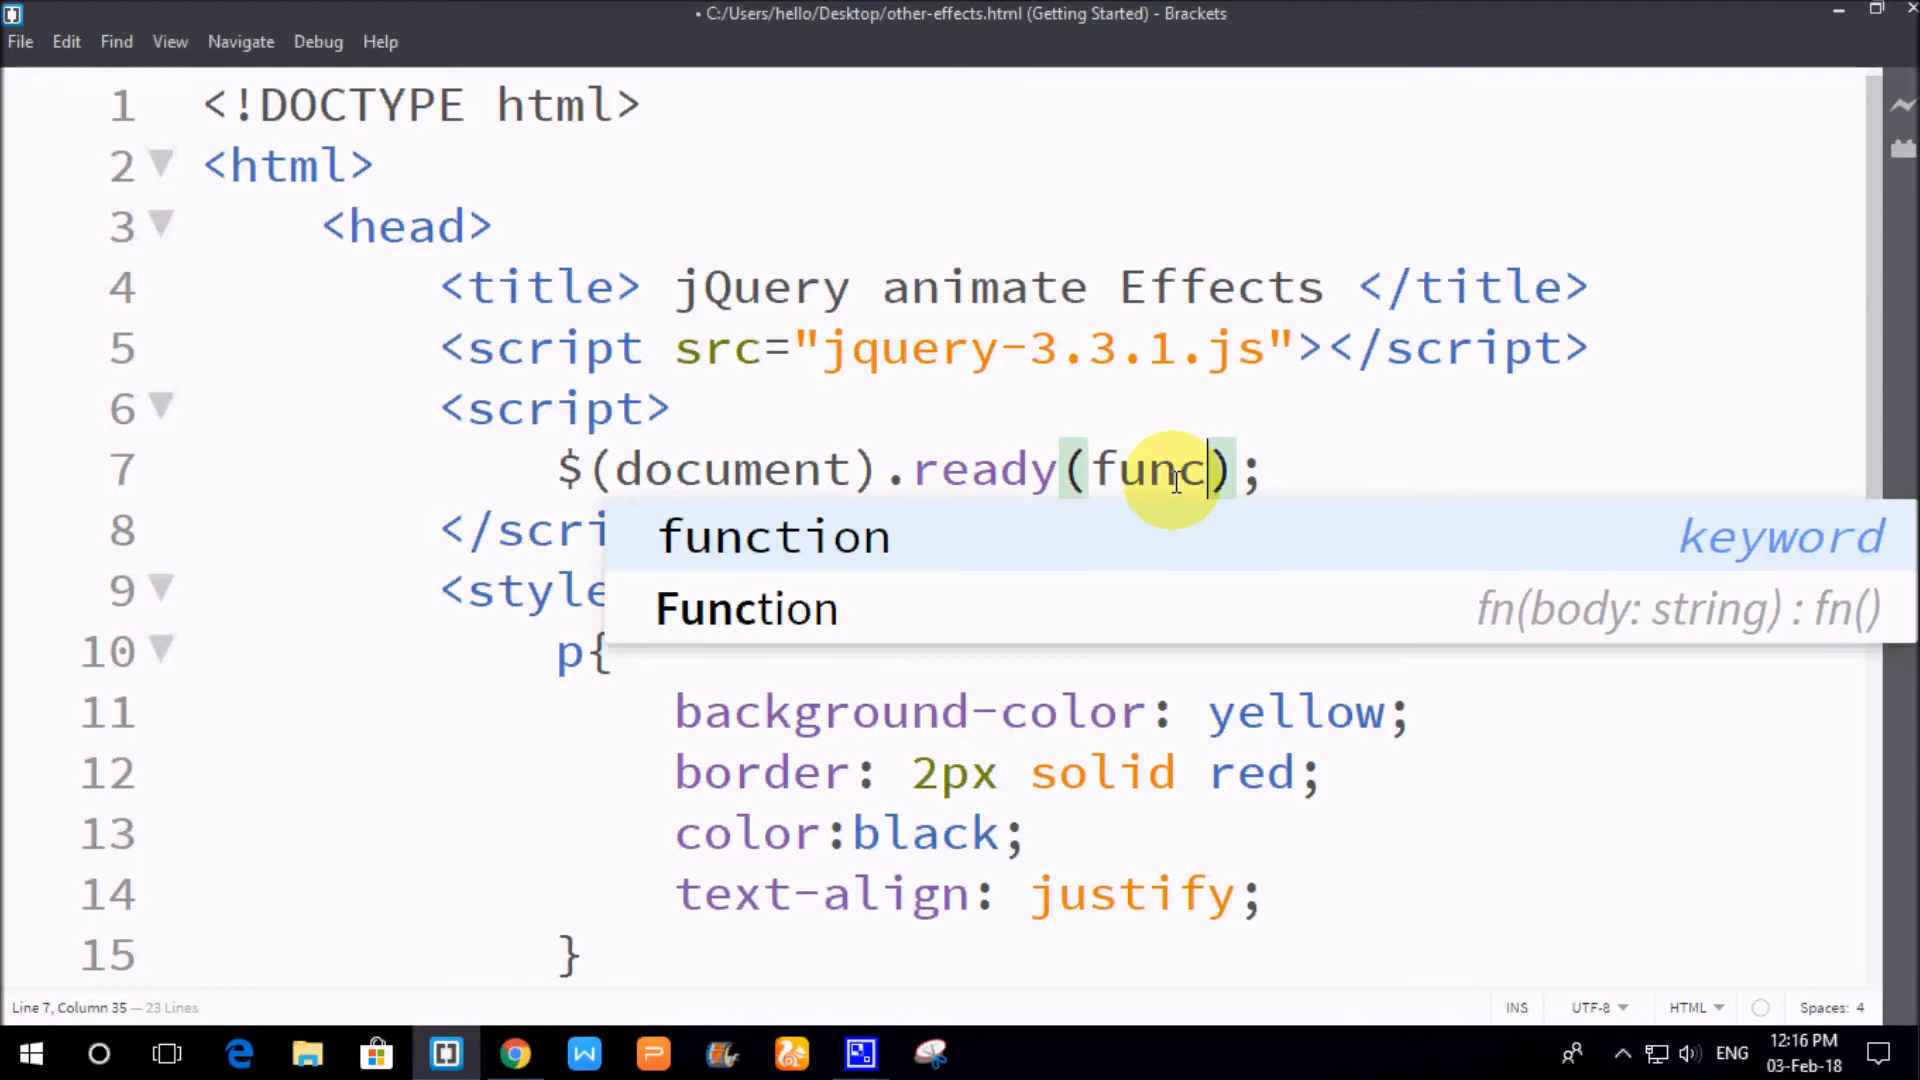 • C:/Users/hello/Desktop/other-effects.html (Getting Started) - Brackets
File Edit Find View Navigate Debug Help
1 <!DOCTYPE html>
2 <html>
3 <head>
4 <title> jQuery animate Effects </title>
5 <script src="jquery-3.3.1.js"></script>
6 <script>
7 $(document).ready(func);
function keyword
Function fn(body: string) : fn()
8 </scri
9 <style
10 p{
11 background-color: yellow;
12 border: 2px solid red;
13 color:black;
14 text-align: justify;
15 }
Line 7, Column 35 — 23 Lines INS UTF-8 HTML Spaces: 4
ENG 12:16 PM
03-Feb-18